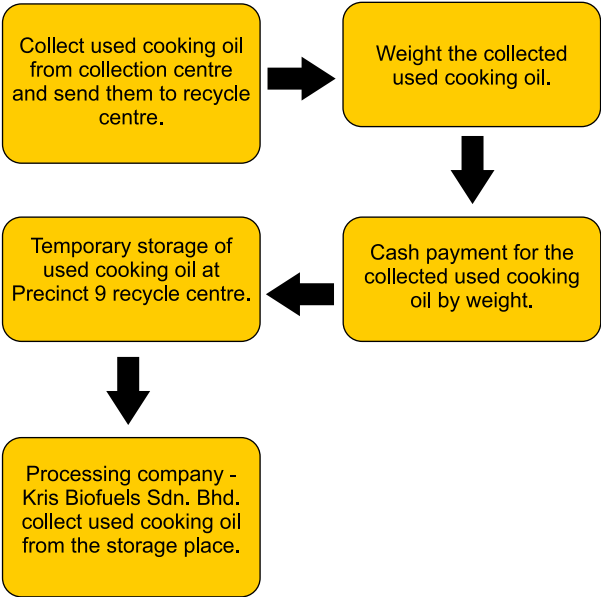 Collect used cooking oil
from collection centre
and send them to recycle
centre.
Weight the collected
used cooking oil.
Cash payment for the
collected used cooking
oil by weight.
Temporary storage of
used cooking oil at
Precinct 9 recycle centre.
Processing company -
Kris Biofuels Sdn. Bhd.
collect used cooking oil
from the storage place.